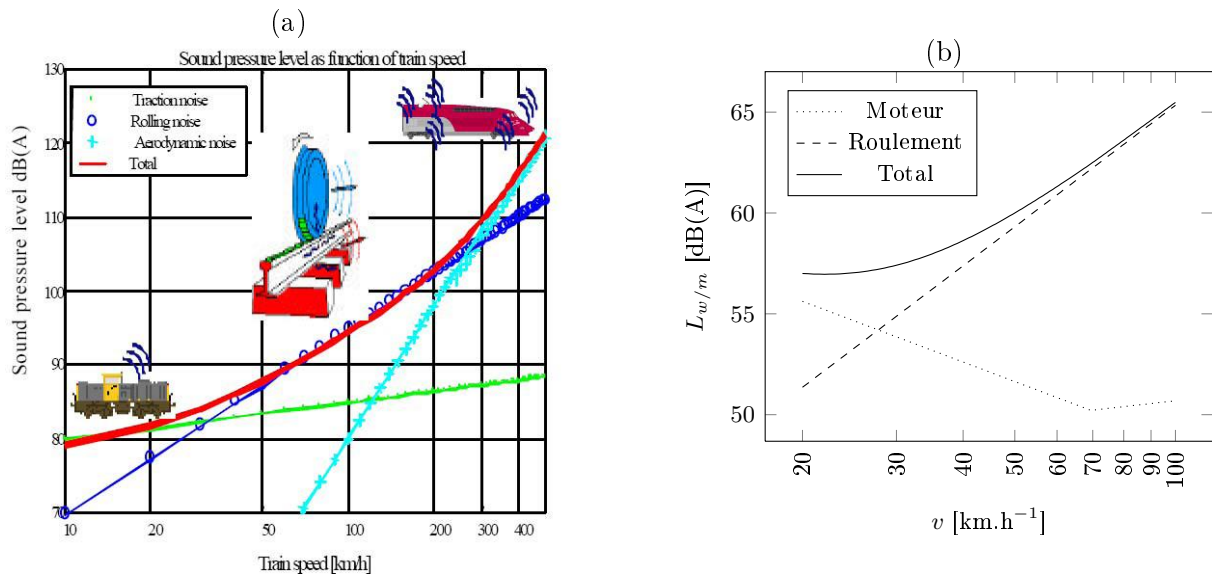 (a)
Sound pressure level as function of train speed
Sound pressure level dB(A)
130
120
110
100
90
80
70
Traction noise
Rolling noise
Aerodynamic noise
Total
10
20
50
100
200
300
400
Train speed [km/h]
(b)
L_{w/m} [dB(A)]
65
60
55
50
Moteur
Roulement
Total
20
30
40
50
60
70
80
90
100
v [km.h⁻¹]